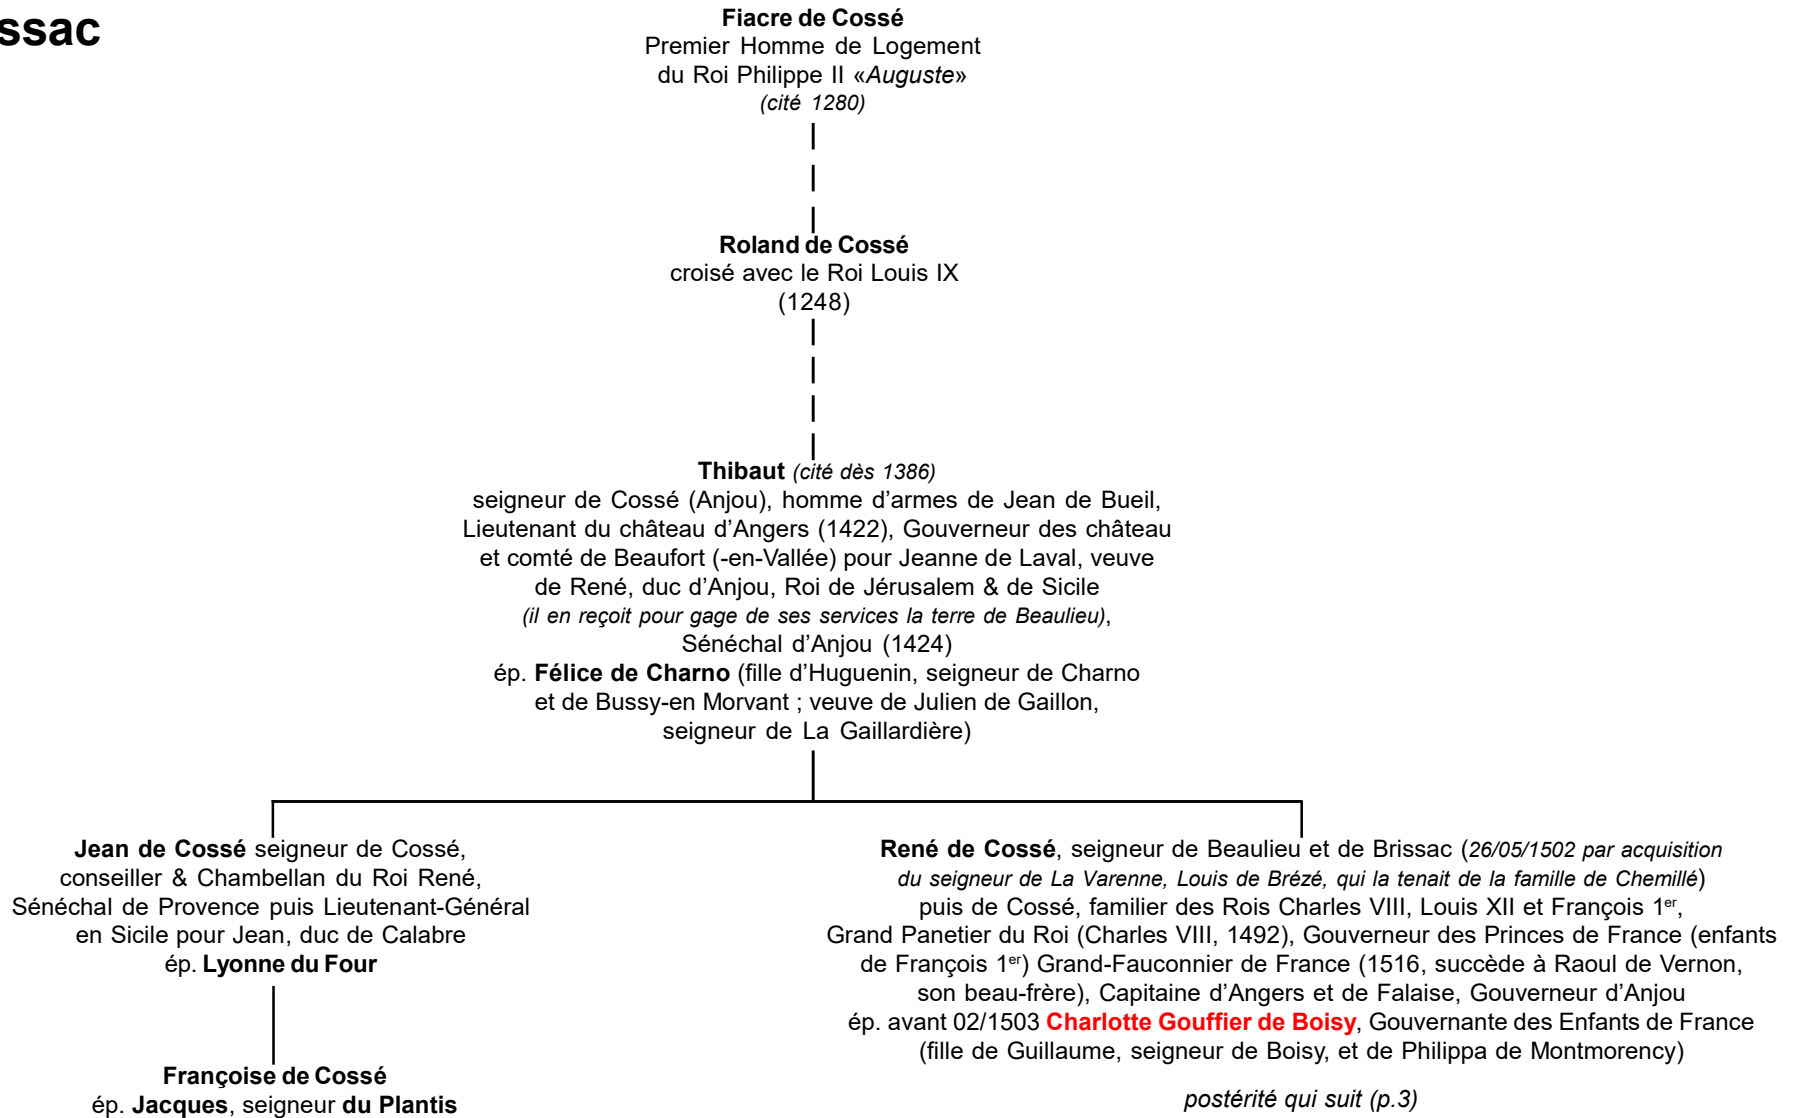 ssac
Fiacre de Cossé
Premier Homme de Logement
du Roi Philippe II «Auguste»
(cité 1280)
Roland de Cossé
croisé avec le Roi Louis IX
(1248)
Thibaut (cité dès 1386)
seigneur de Cossé (Anjou), homme d’armes de Jean de Bueil,
Lieutenant du château d’Angers (1422), Gouverneur des château
et comté de Beaufort (-en-Vallée) pour Jeanne de Laval, veuve
de René, duc d’Anjou, Roi de Jérusalem & de Sicile
(il en reçoit pour gage de ses services la terre de Beaulieu),
Sénéchal d’Anjou (1424)
ép. Félice de Charno (fille d’Huguenin, seigneur de Charno
et de Bussy-en Morvant ; veuve de Julien de Gaillon,
seigneur de La Gaillardière)
Jean de Cossé seigneur de Cossé,
conseiller & Chambellan du Roi René,
Sénéchal de Provence puis Lieutenant-Général
en Sicile pour Jean, duc de Calabre
ép. Lyonne du Four
Françoise de Cossé
ép. Jacques, seigneur du Plantis
René de Cossé, seigneur de Beaulieu et de Brissac (26/05/1502 par acquisition
du seigneur de La Varenne, Louis de Brézé, qui la tenait de la famille de Chemillé)
puis de Cossé, familier des Rois Charles VIII, Louis XII et François 1er,
Grand Panetier du Roi (Charles VIII, 1492), Gouverneur des Princes de France (enfants
de François 1er) Grand-Fauconnier de France (1516, succède à Raoul de Vernon,
son beau-frère), Capitaine d’Angers et de Falaise, Gouverneur d’Anjou
ép. avant 02/1503 Charlotte Gouffier de Boisy, Gouvernante des Enfants de France
(fille de Guillaume, seigneur de Boisy, et de Philippa de Montmorency)
postérité qui suit (p.3)